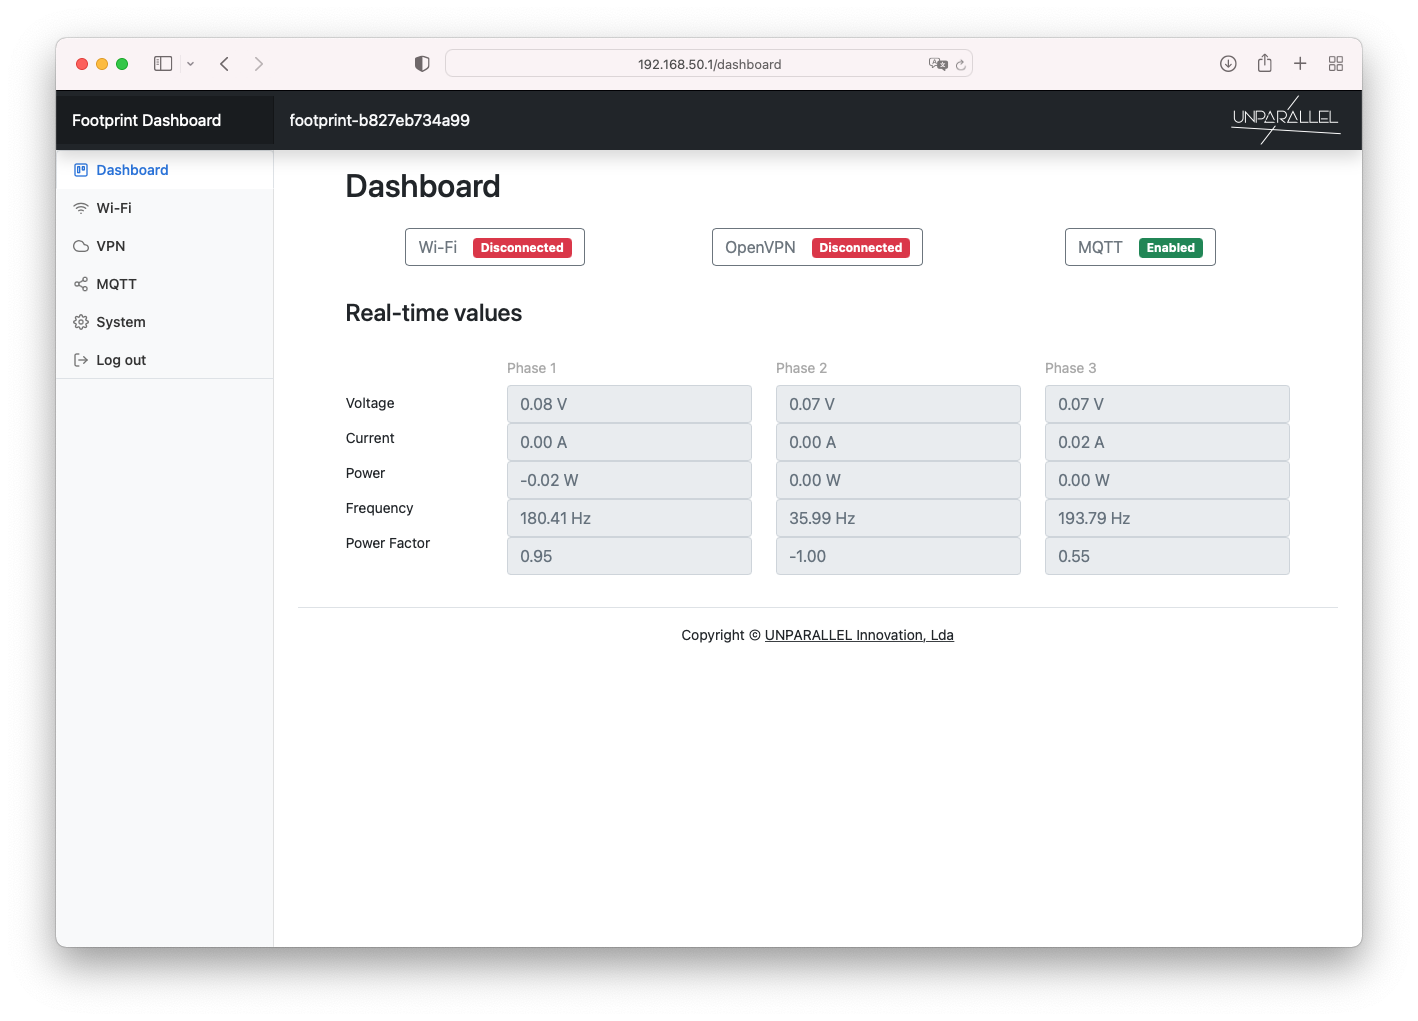 192.168.50.1/dashboard
Footprint Dashboard
footprint-b827eb734a99
UNPARALLEL
Dashboard
Wi-Fi
VPN
MQTT
System
Log out
Dashboard
Wi-Fi Disconnected
OpenVPN Disconnected
MQTT Enabled
Real-time values
Phase 1 Phase 2 Phase 3
Voltage 0.08 V 0.07 V 0.07 V
Current 0.00 A 0.00 A 0.02 A
Power -0.02 W 0.00 W 0.00 W
Frequency 180.41 Hz 35.99 Hz 193.79 Hz
Power Factor 0.95 -1.00 0.55
Copyright © UNPARALLEL Innovation, Lda